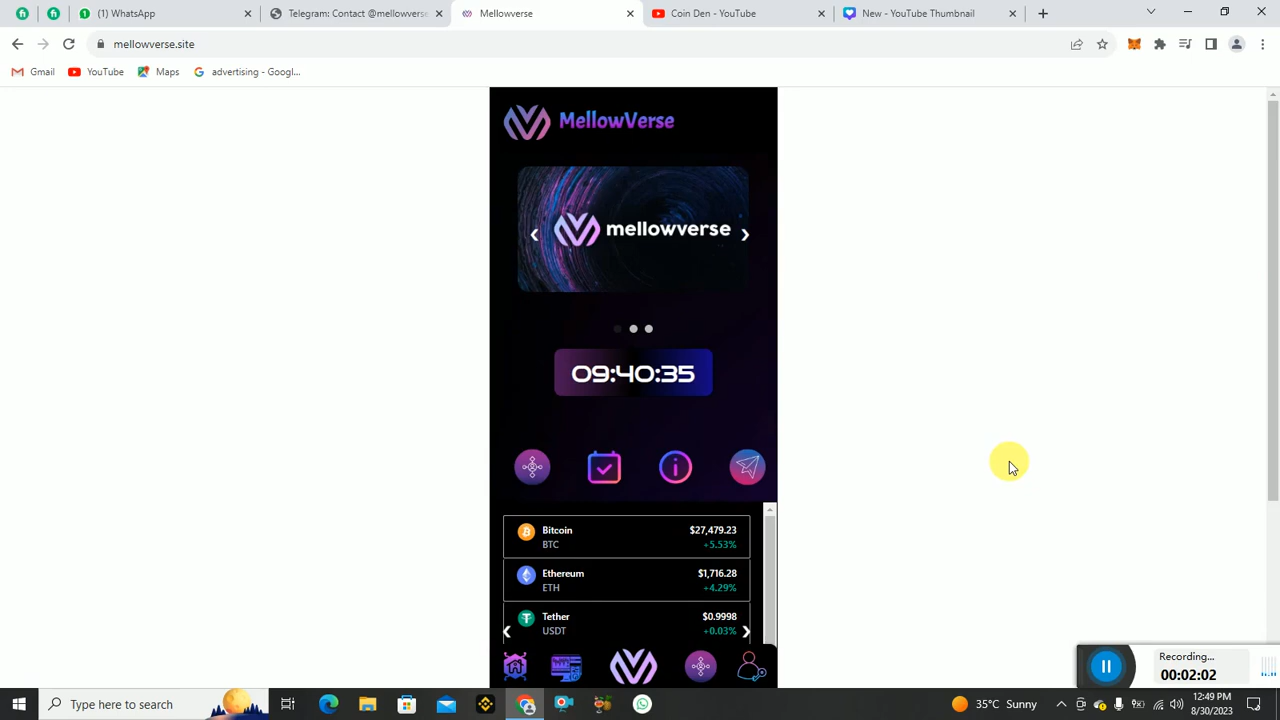 (1) WhatsApp
Telegram: Contact @mellowverse
Mellowverse
Coin Den - YouTube
New - YouTube Thumbnail
mellowverse.site
Gmail
YouTube
Maps
advertising - Googl...
MellowVerse
mellowverse
09:40:35
Bitcoin
$27,479.23
BTC
+5.53%
Ethereum
$1,716.28
ETH
+4.29%
Tether
$0.9998
USDT
+0.03%
Recording...
00:02:02
Type here to search
35°C Sunny
12:49 PM
8/30/2023